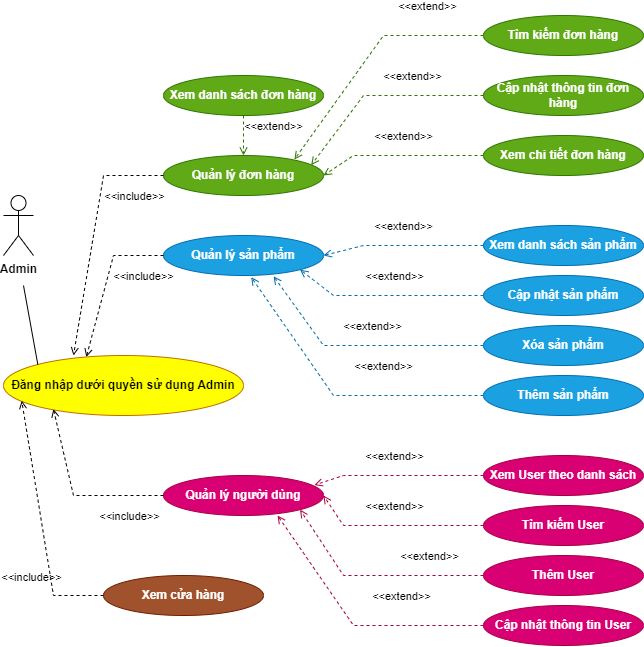 <<extend>>
Tìm kiếm đơn hàng
<<extend>>
Xem danh sách đơn hàng
Cập nhật thông tin đơn
hàng
<<extend>>
<<extend>>
Xem chi tiết đơn hàng
Quản lý đơn hàng
<<include>>
<<extend>>
Xem danh sách sản phẩm
Quản lý sản phẩm
Admin
<<include>>
<<extend>>
Cập nhật sản phẩm
<<extend>>
Xóa sản phẩm
<<extend>>
Đăng nhập dưới quyền sử dụng Admin
Thêm sản phẩm
<<extend>>
Xem User theo danh sách
Quản lý người dùng
<<extend>>
<<include>>
Tìm kiếm User
<<extend>>
<<include>>
Thêm User
Xem cửa hàng
<<extend>>
Cập nhật thông tin User